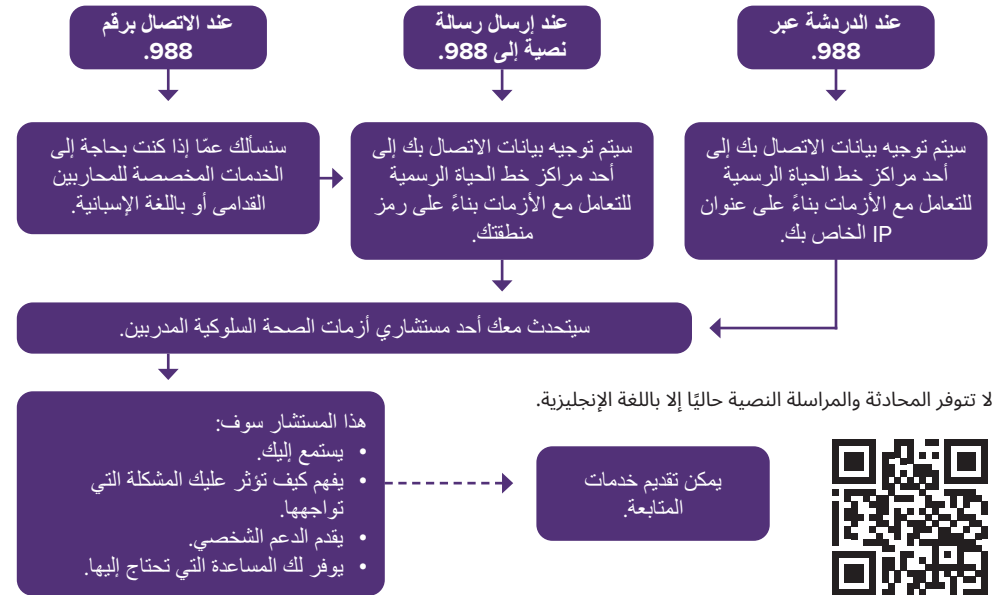 عند الدردشة عبر
988.
عند إرسال رسالة
نصية إلى 988.
عند الاتصال برقم
988.
سيتم توجيه بيانات الاتصال بك إلى
أحد مراكز خط الحياة الرسمية
للتعامل مع الأزمات بناءً على عنوان
IP الخاص بك.
سيتم توجيه بيانات الاتصال بك إلى
أحد مراكز خط الحياة الرسمية
للتعامل مع الأزمات بناءً على رمز
منطقتك.
سنسألك عمّا إذا كنت بحاجة إلى
الخدمات المخصصة للمحاربين
القدامى أو باللغة الإسبانية.
سيتحدث معك أحد مستشاري أزمات الصحة السلوكية المدربين.
لا تتوفر المحادثة والمراسلة النصية حاليًا إلا باللغة الإنجليزية.
هذا المستشار سوف:
• يستمع إليك.
• يفهم كيف تؤثر عليك المشكلة التي
تواجهها.
• يقدم الدعم الشخصي.
• يوفر لك المساعدة التي تحتاج إليها.
يمكن تقديم خدمات
المتابعة.